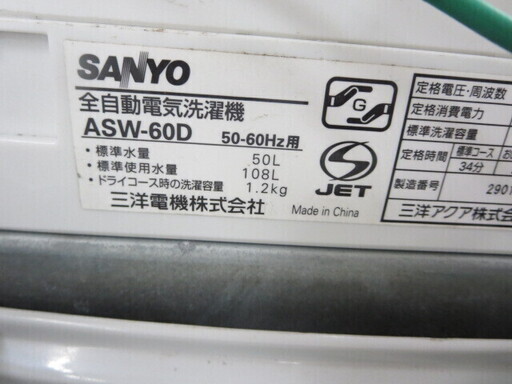 SANYO
全自動電気洗濯機
ASW-60D 50-60Hz用
・標準水量 50L
・標準使用水量 108L
・ドライコース時の洗濯容量 1.2kg
三洋電機株式会社
G
S
JET
Made in China
定格電圧・周波数
定格消費電力
標準洗濯容量
定格時間 標準コース
34分
製造番号 2901
三洋アクア株式会